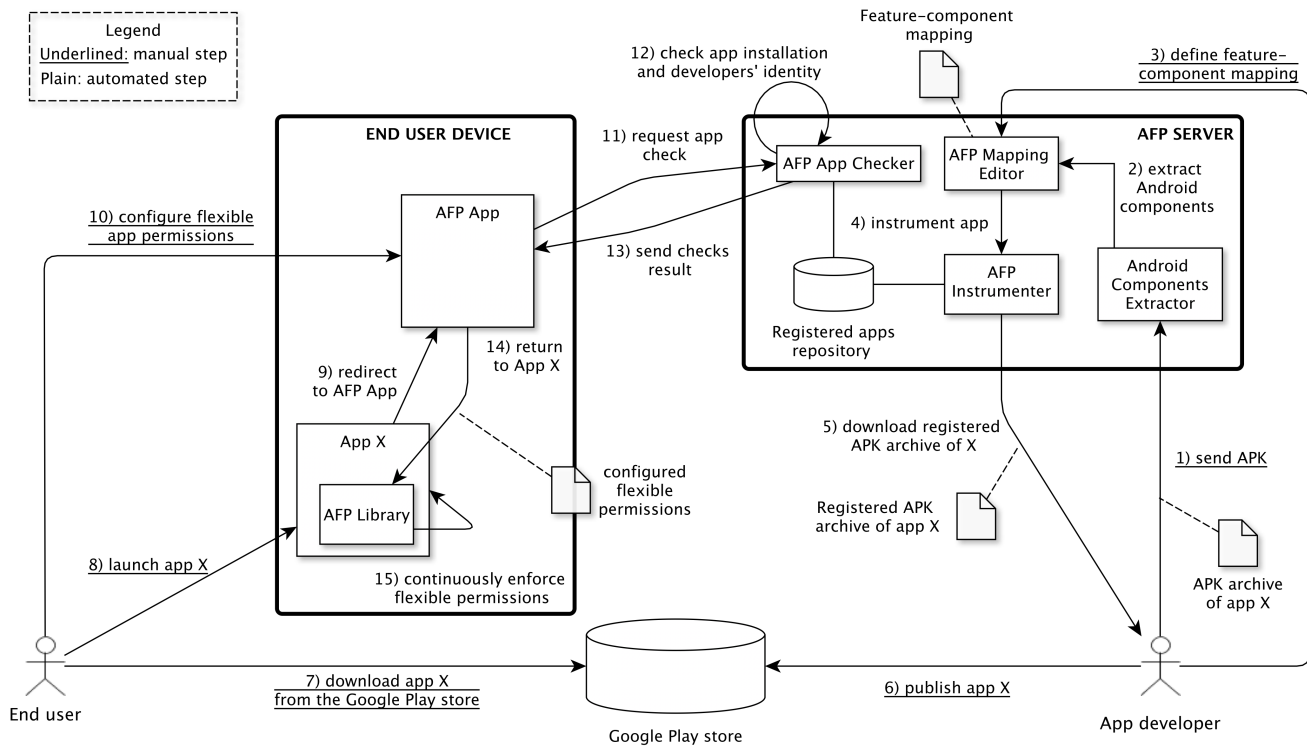 Legend
Underlined: manual step
Plain: automated step
Feature-component
mapping
12) check app installation
and developers' identity
3) define feature-
component mapping
END USER DEVICE
AFP SERVER
11) request app
check
AFP App Checker
AFP Mapping
Editor
2) extract
Android
components
10) configure flexible
app permissions
AFP App
4) instrument app
13) send checks
result
AFP
Instrumenter
Android
Components
Extractor
Registered apps
repository
14) return
to App X
9) redirect
to AFP App
App X
AFP Library
configured
flexible
permissions
5) download registered
APK archive of X
1) send APK
Registered APK
archive of app X
8) launch app X
15) continuously enforce
flexible permissions
APK archive
of app X
7) download app X
from the Google Play store
6) publish app X
End user
Google Play store
App developer